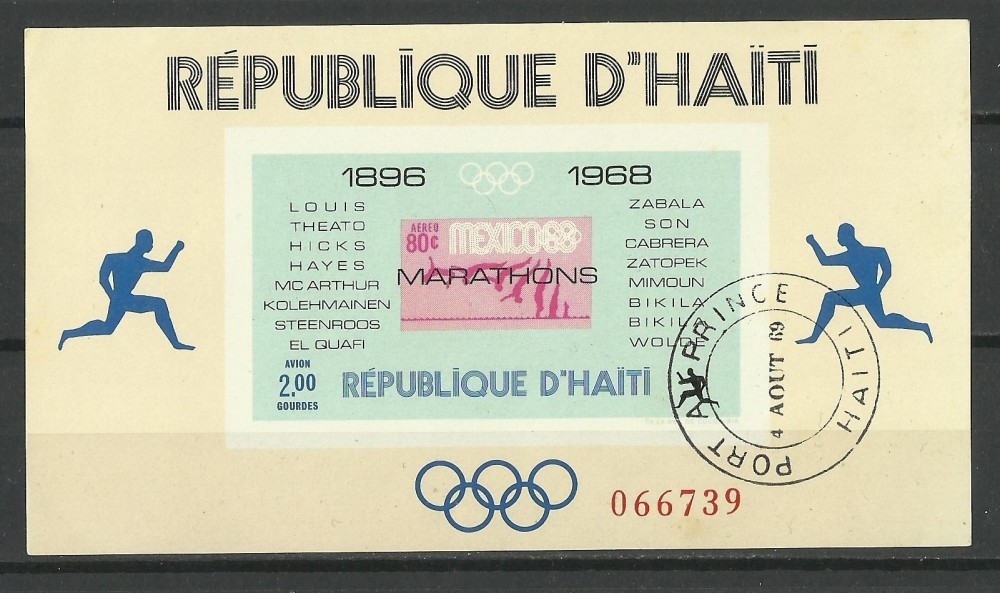 RÉPUBLIQUE D'HAÏTI
1896
1968
LOUIS
THEATO
HICKS
HAYES
MC ARTHUR
KOLEHMAINEN
STEENROOS
EL QUAFI
AEREO
80¢
MEXICO 68
MARATHONS
ZABALA
SON
CABRERA
ZATOPEK
MIMOUN
BIKILA
BIKILA
WOLDE
AVION
2.00
GOURDES
RÉPUBLIQUE D'HAÏTI
PORT A PRINCE
4 AOUT 69
HAITI
066739